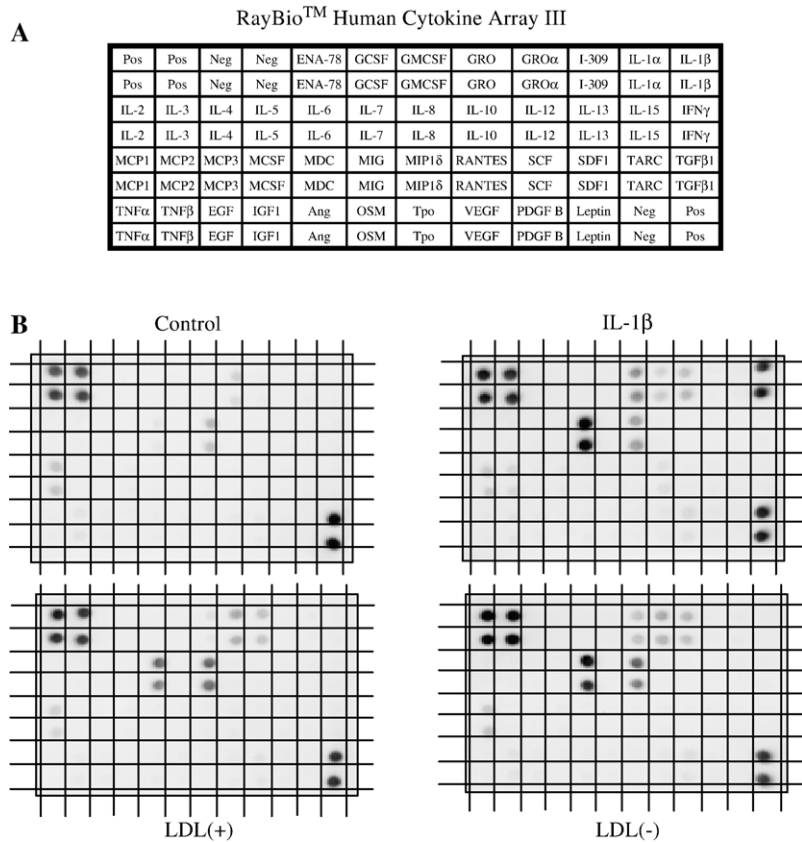 RayBio™ Human Cytokine Array III
A
Pos Pos Neg Neg ENA-78 GCSF GMCSF GRO GROα I-309 IL-1α IL-1β
Pos Pos Neg Neg ENA-78 GCSF GMCSF GRO GROα I-309 IL-1α IL-1β
IL-2 IL-3 IL-4 IL-5 IL-6 IL-7 IL-8 IL-10 IL-12 IL-13 IL-15 IFNγ
IL-2 IL-3 IL-4 IL-5 IL-6 IL-7 IL-8 IL-10 IL-12 IL-13 IL-15 IFNγ
MCP1 MCP2 MCP3 MCSF MDC MIG MIP1δ RANTES SCF SDF1 TARC TGFβ1
MCP1 MCP2 MCP3 MCSF MDC MIG MIP1δ RANTES SCF SDF1 TARC TGFβ1
TNFα TNFβ EGF IGF1 Ang OSM Tpo VEGF PDGF B Leptin Neg Pos
TNFα TNFβ EGF IGF1 Ang OSM Tpo VEGF PDGF B Leptin Neg Pos
B
Control IL-1β
LDL(+) LDL(-)